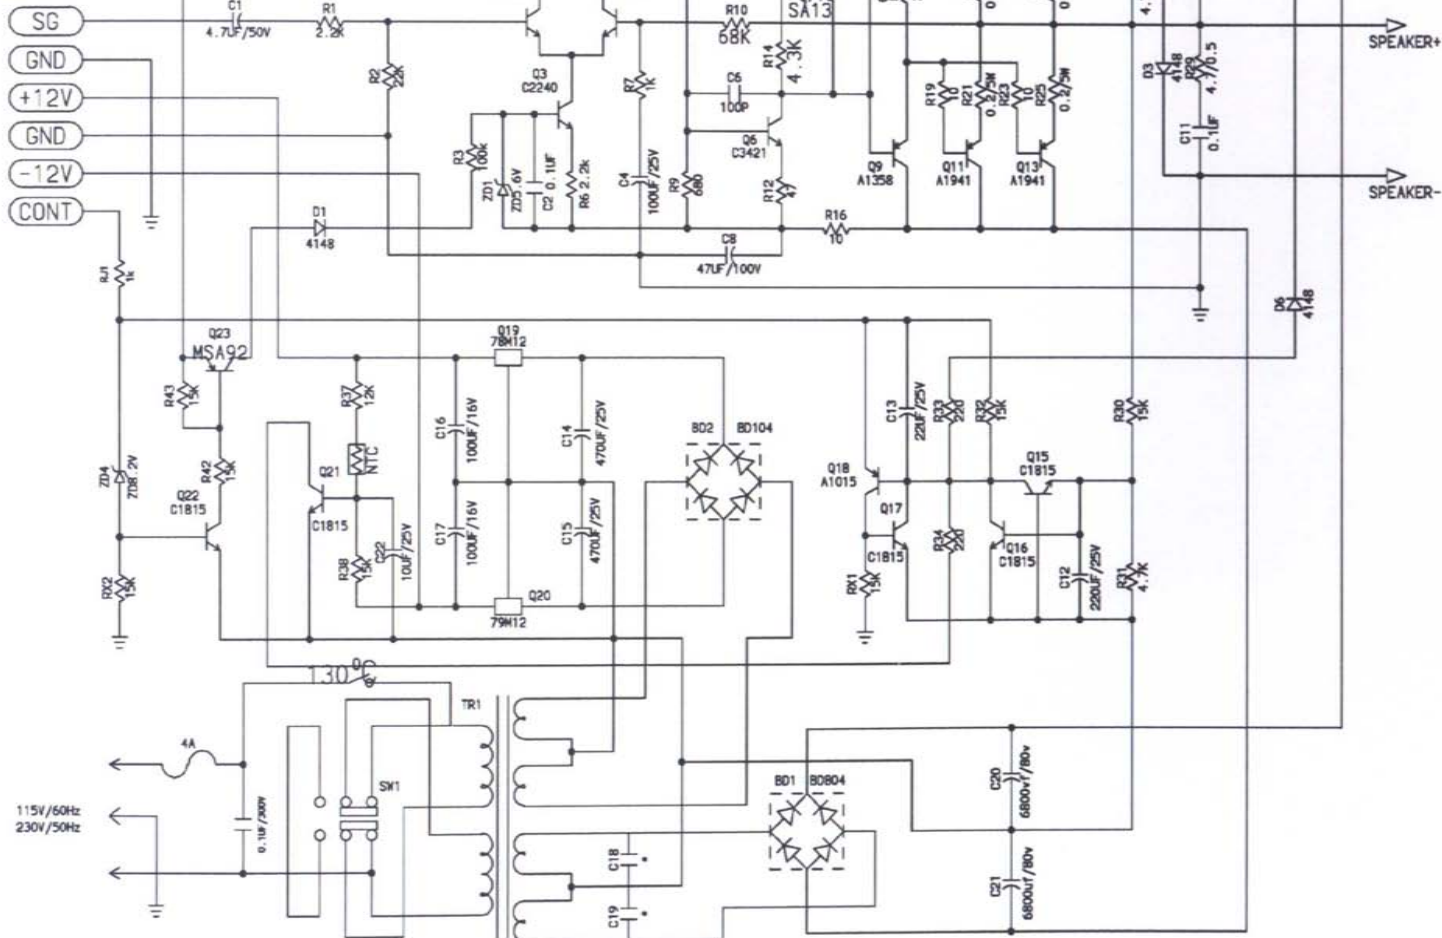 SG
C1
4.7UF/50V
R1
2.2K
R10
68K
SA13
4.
GND
R2
22K
Q3
C2240
R7
1k
R14
4.3K
C6
100P
R19
10
R21
0.2/5W
R23
10
R25
0.2/5W
D3
4148
R29
4.7/0.5
SPEAKER+
+12V
GND
R3
100k
Q6
C3421
C11
0.1UF
-12V
ZD1
ZD5.6V
C2 0.1UF
R6 2.2k
C4
100UF/25V
R9
680
R12
47
Q9
A1358
Q11
A1941
Q13
A1941
SPEAKER-
CONT
D1
4148
R16
10
C8
47UF/100V
RJ1
1k
D6
4148
Q23
MSA92
Q19
78M12
R43
15K
R37
12K
C16
100UF/16V
C14
470UF/25V
BD2
BD104
C13
22UF/25V
R33
220
R32
15K
R30
15K
ZD4
ZD8.2V
R42
15K
NTC
Q21
C1815
Q18
A1015
Q15
C1815
Q22
C1815
Q17
C1815
C17
100UF/16V
C15
470UF/25V
R34
220
Q16
C1815
RX2
15K
R38
15K
C22
10UF/25V
RX1
15K
C12
220UF/25V
R31
4.7K
Q20
79M12
130°
TR1
4A
SW1
BD1
BDB04
C20
6800uf/80v
115V/60Hz
230V/50Hz
0.1UF/300V
C18
*
C21
6800uf/80v
C19
*